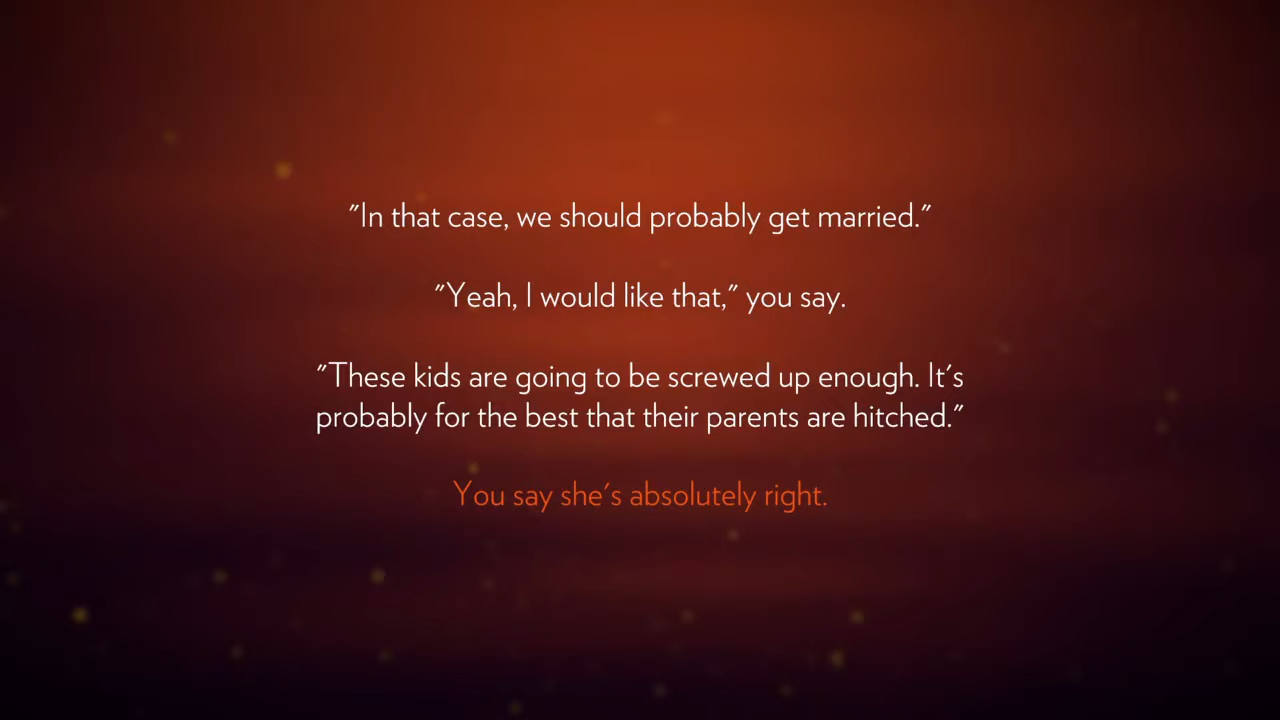 "In that case, we should probably get married."
"Yeah, I would like that," you say.
"These kids are going to be screwed up enough. It's
probably for the best that their parents are hitched."
You say she's absolutely right.